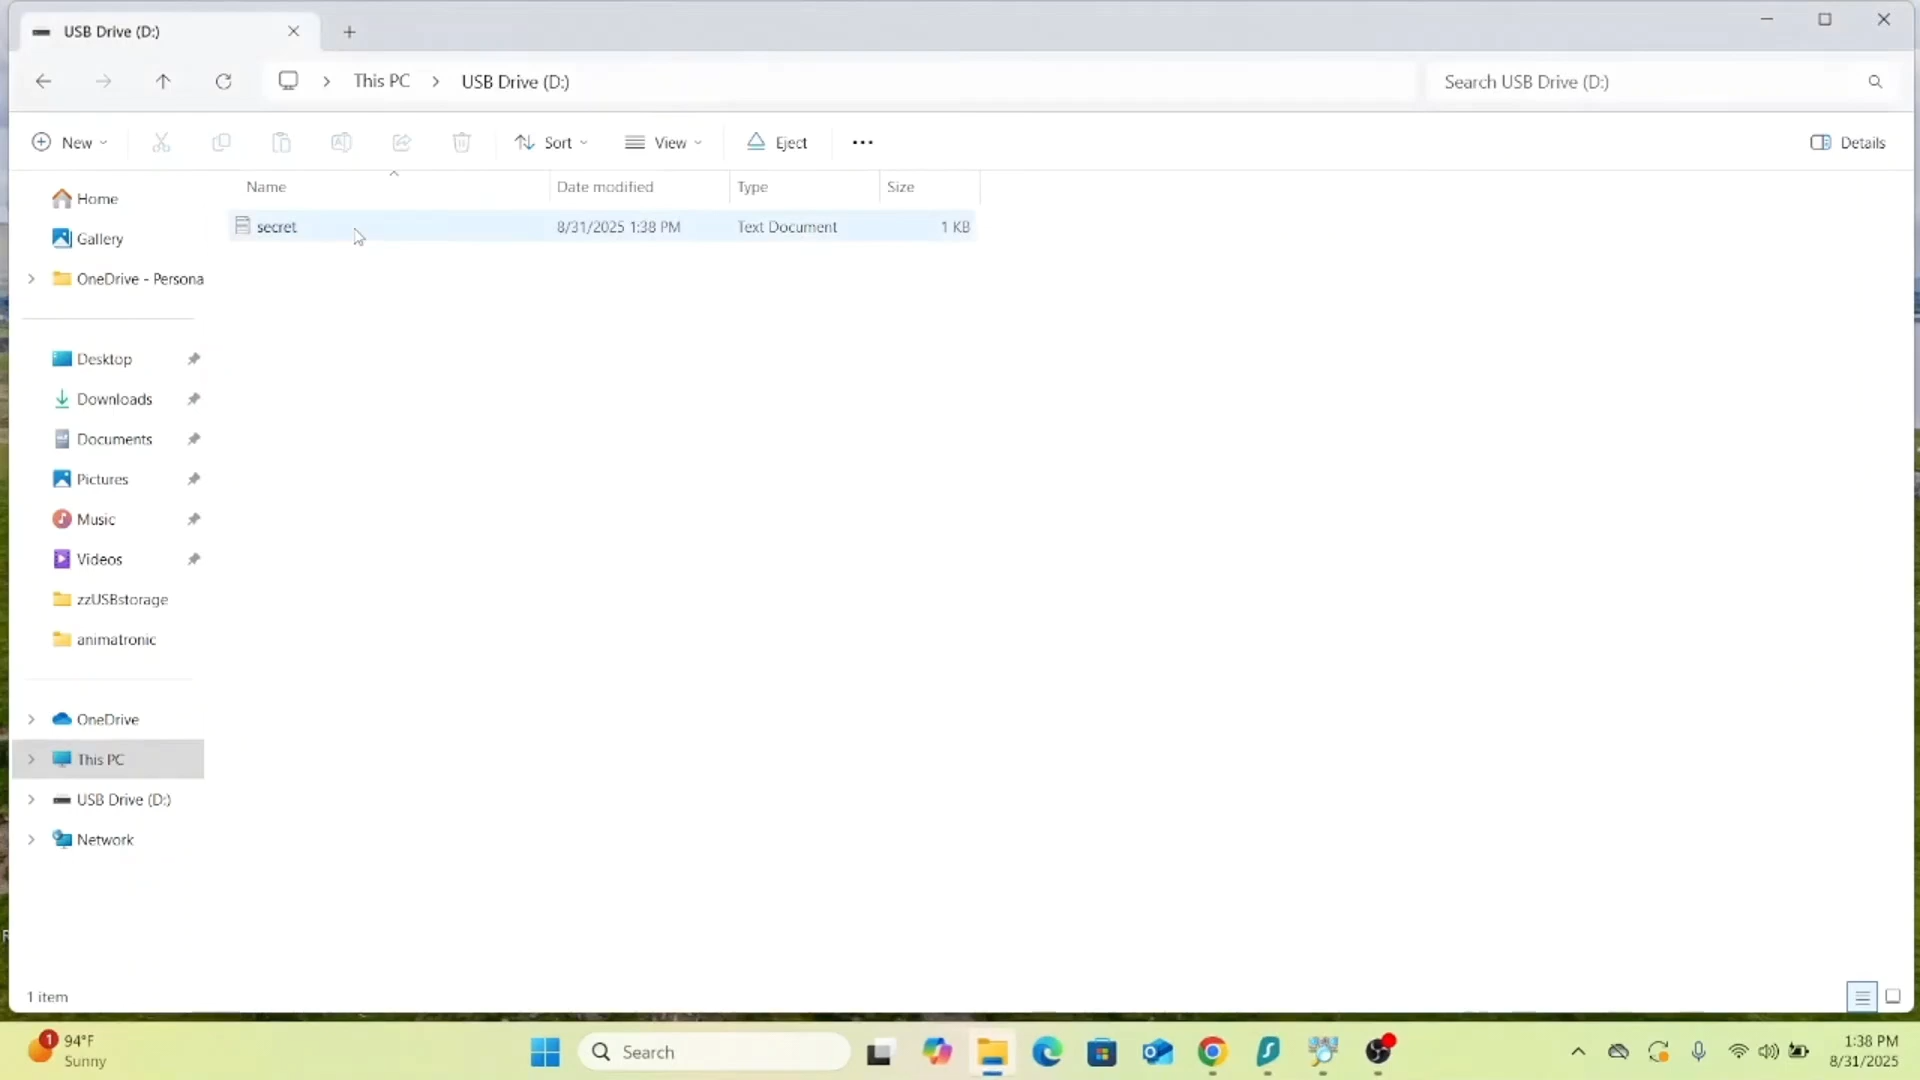 USB Drive (D:)
This PC
USB Drive (D:)
Search USB Drive (D:)
New
Sort
View
Eject
Details
Name
Date modified
Type
Size
secret
8/31/2025 1:38 PM
Text Document
1 KB
Home
Gallery
OneDrive - Persona
Desktop
Downloads
Documents
Pictures
Music
Videos
zzUSBstorage
animatronic
OneDrive
This PC
USB Drive (D:)
Network
R
1 item
1
94°F
Sunny
Search
1:38 PM
8/31/2025